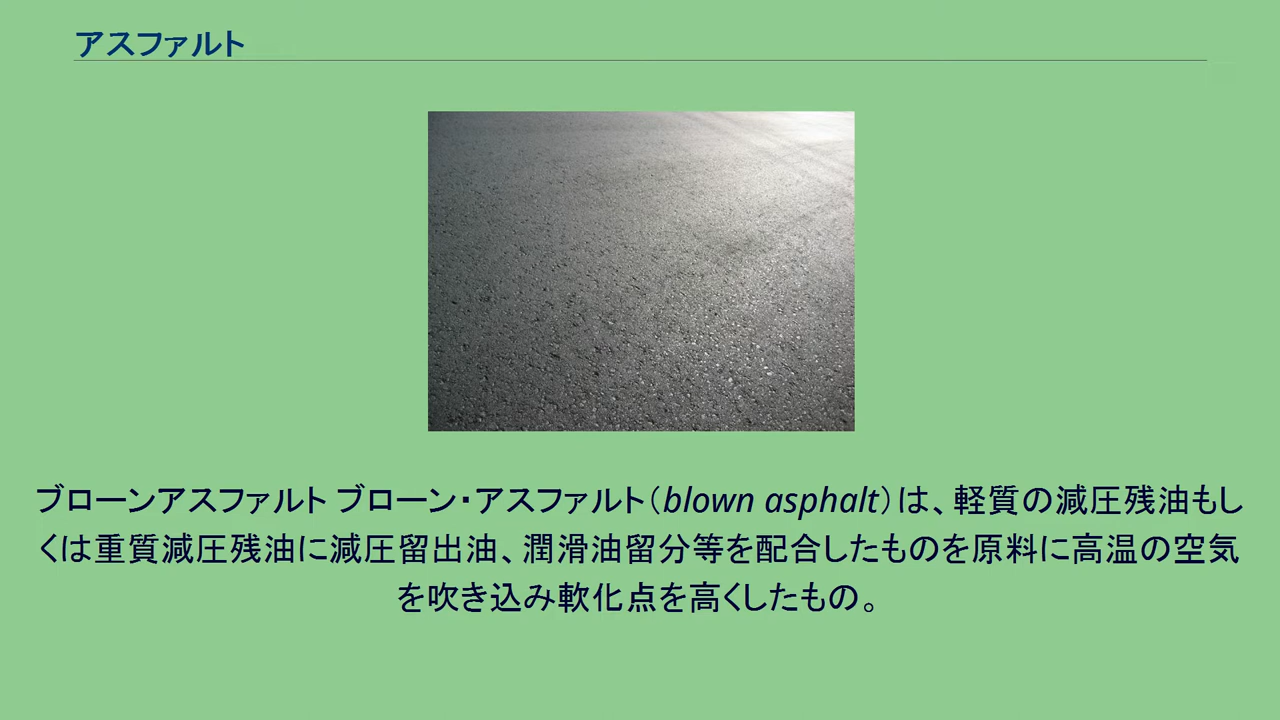 アスファルト
ブローンアスファルト ブローン・アスファルト（blown asphalt）は、軽質の減圧残油もし
くは重質減圧残油に減圧留出油、潤滑油留分等を配合したものを原料に高温の空気
を吹き込み軟化点を高くしたもの。